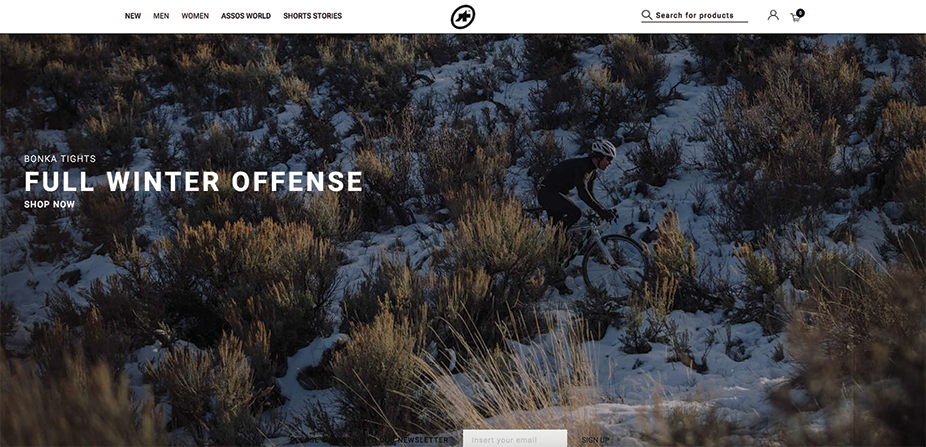 NEW MEN WOMEN ASSOS WORLD SHORTS STORIES Search for products 0
BONKA TIGHTS
FULL WINTER OFFENSE
SHOP NOW
NEWSLETTER Insert your email SIGN UP